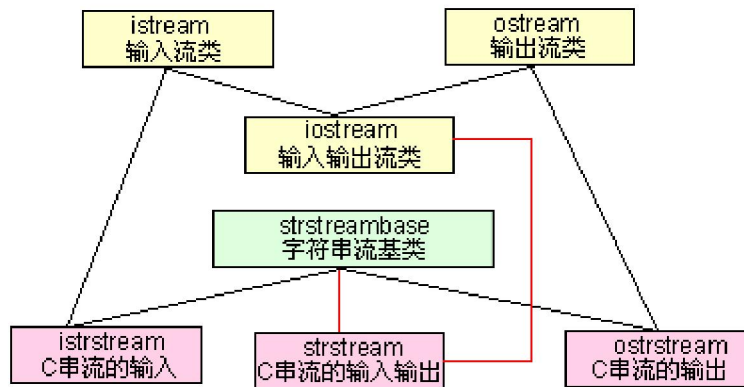 istream
输入流类
ostream
输出流类
iostream
输入输出流类
strstreambase
字符串流基类
istrstream
C串流的输入
strstream
C串流的输入输出
ostrstream
C串流的输出